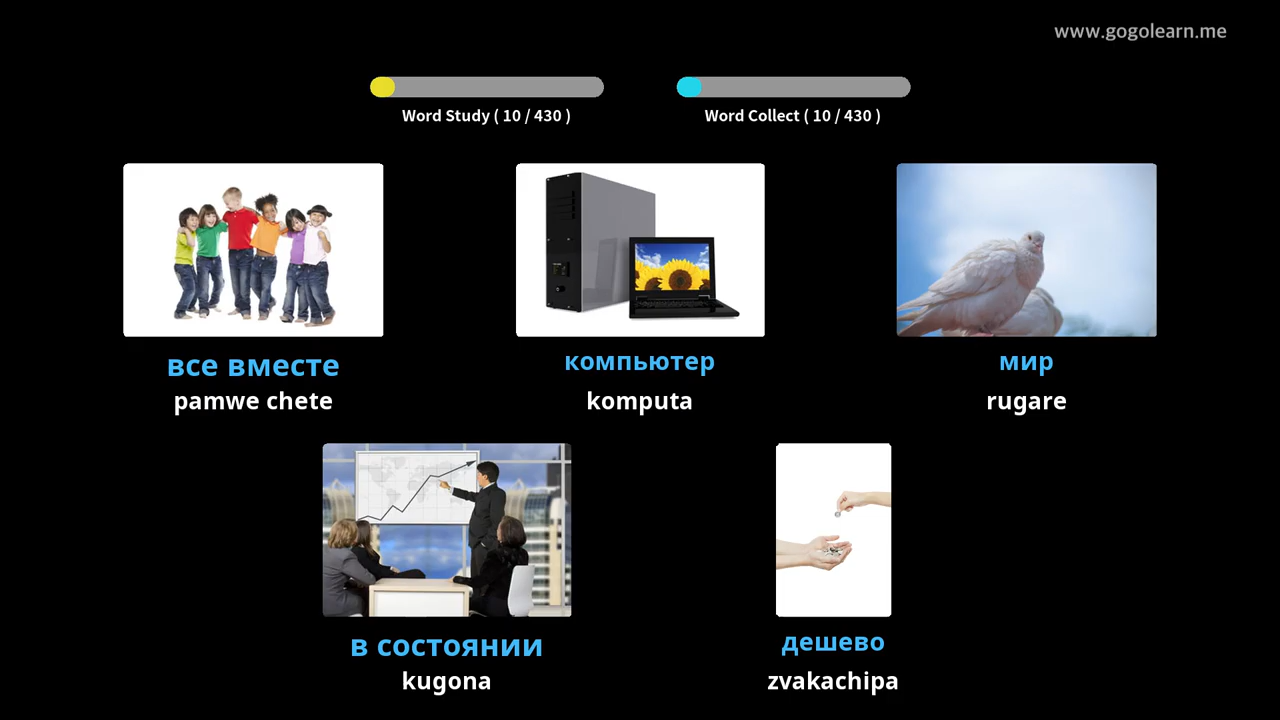 www.gogolearn.me
Word Study ( 10 / 430 )
Word Collect ( 10 / 430 )
все вместе
pamwe chete
компьютер
komputa
мир
rugare
в состоянии
kugona
дешево
zvakachipa